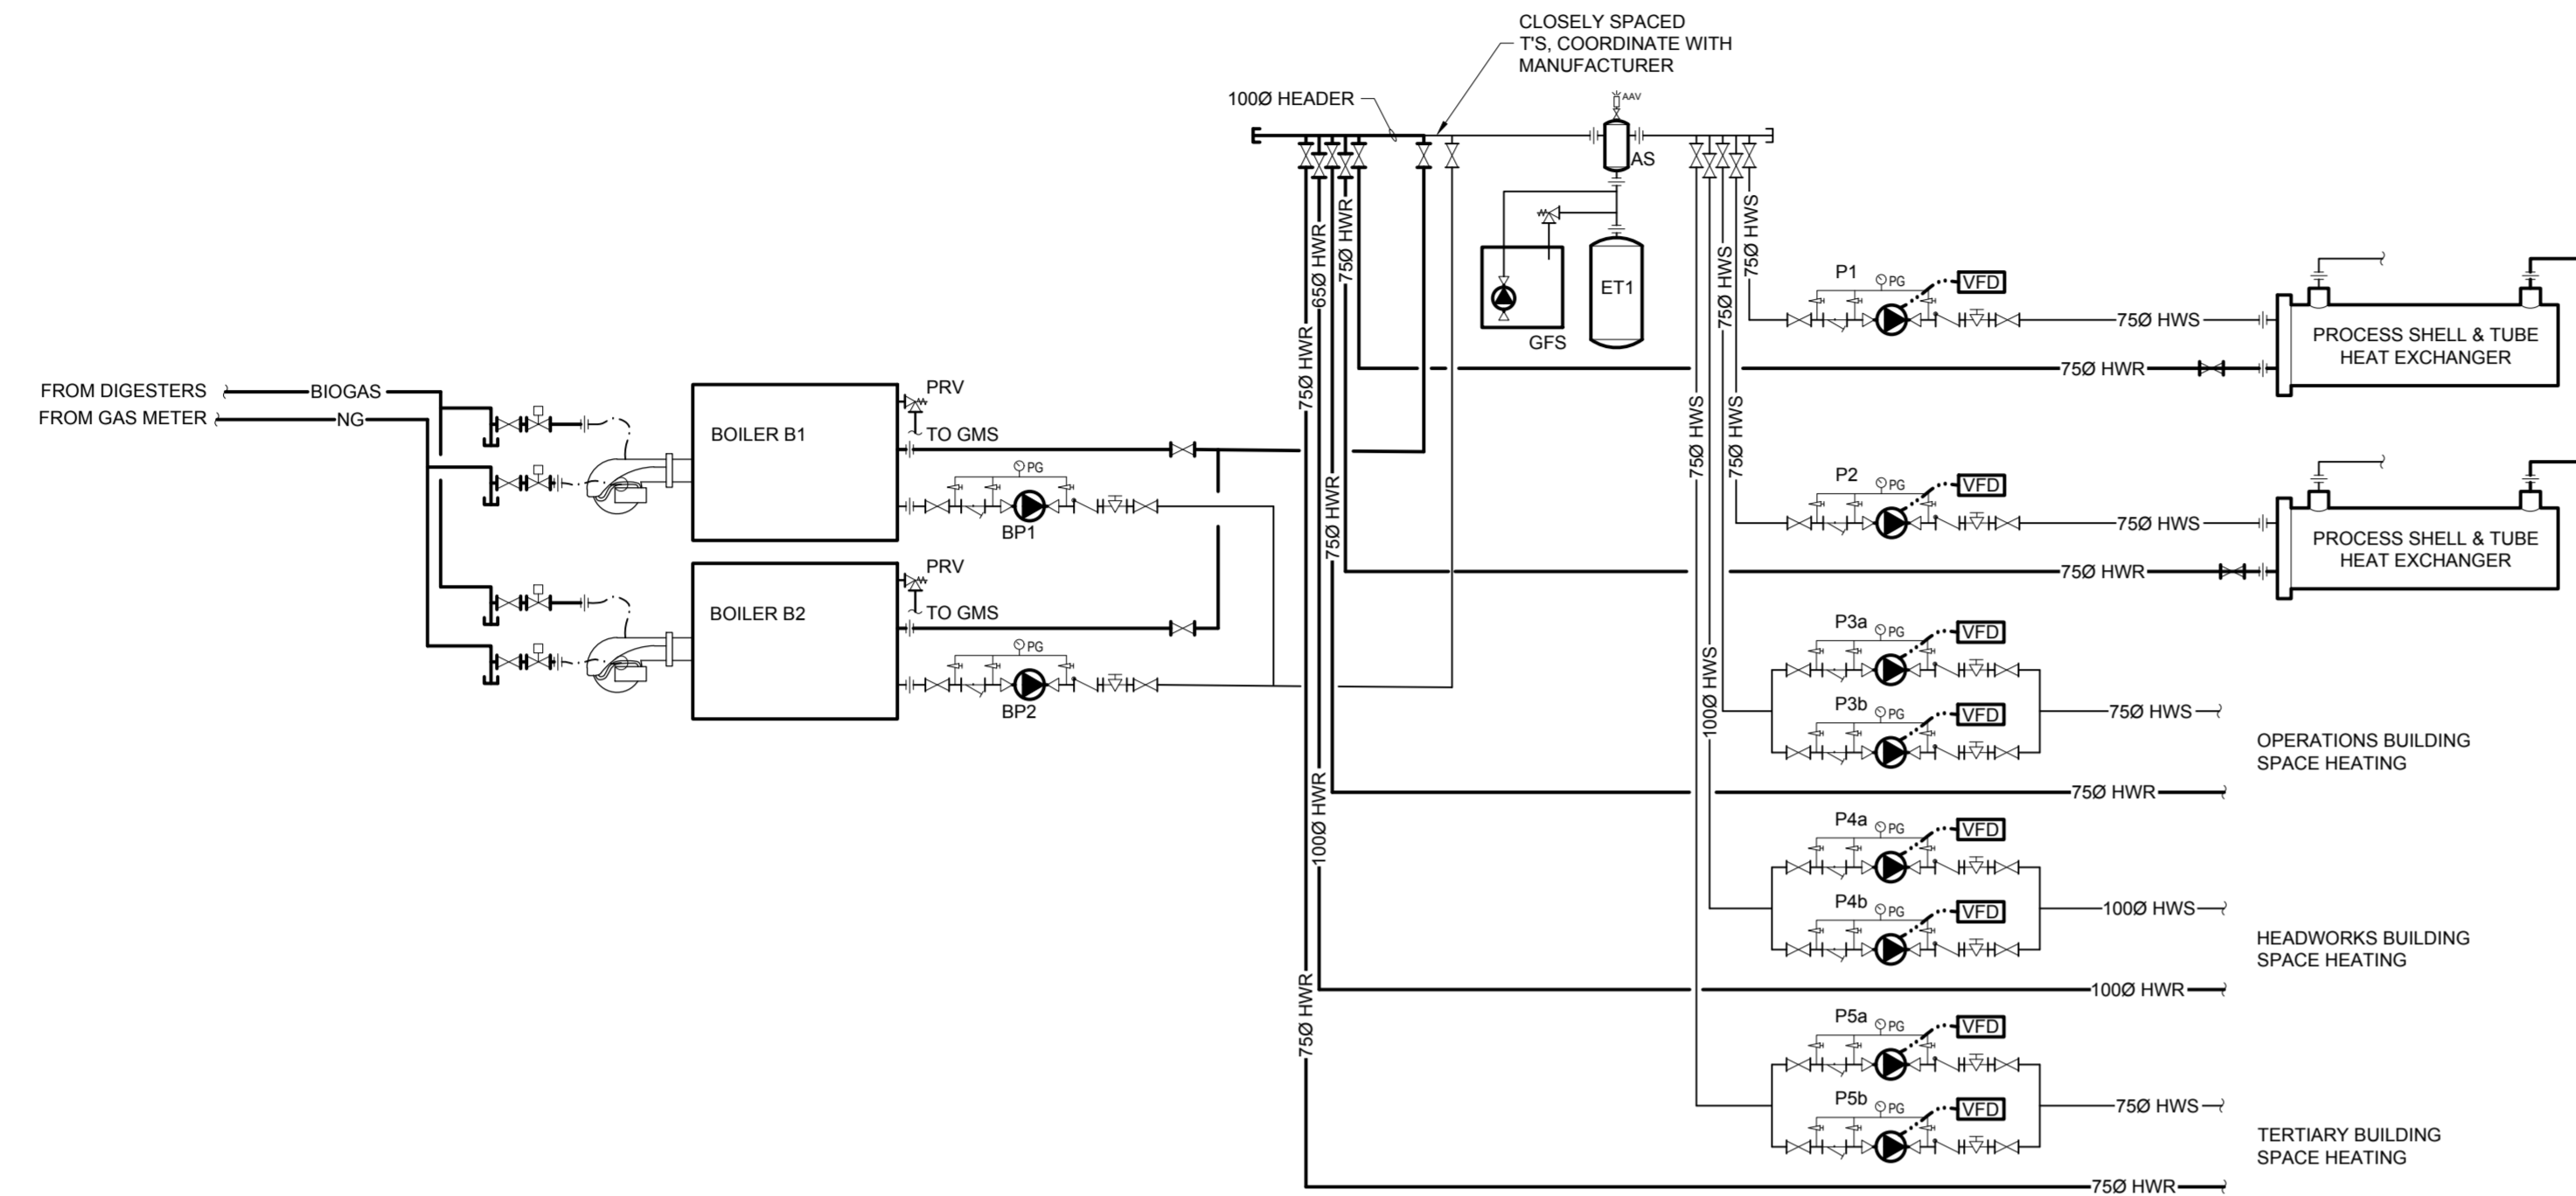 CLOSELY SPACED
T'S, COORDINATE WITH
MANUFACTURER
100Ø HEADER
AAV
AS
ET1
GFS
75Ø HWR
65Ø HWR
75Ø HWR
75Ø HWR
100Ø HWR
75Ø HWR
75Ø HWS
75Ø HWS
75Ø HWS
75Ø HWS
100Ø HWS
FROM DIGESTERS
BIOGAS
FROM GAS METER
NG
BOILER B1
PRV
TO GMS
PG
BP1
BOILER B2
PRV
TO GMS
PG
BP2
P1
PG
VFD
75Ø HWS
75Ø HWR
PROCESS SHELL & TUBE
HEAT EXCHANGER
P2
PG
VFD
75Ø HWS
75Ø HWR
PROCESS SHELL & TUBE
HEAT EXCHANGER
P3a
PG
VFD
P3b
PG
VFD
75Ø HWS
OPERATIONS BUILDING
SPACE HEATING
75Ø HWR
P4a
PG
VFD
P4b
PG
VFD
100Ø HWS
HEADWORKS BUILDING
SPACE HEATING
100Ø HWR
P5a
PG
VFD
P5b
PG
VFD
75Ø HWS
TERTIARY BUILDING
SPACE HEATING
75Ø HWR